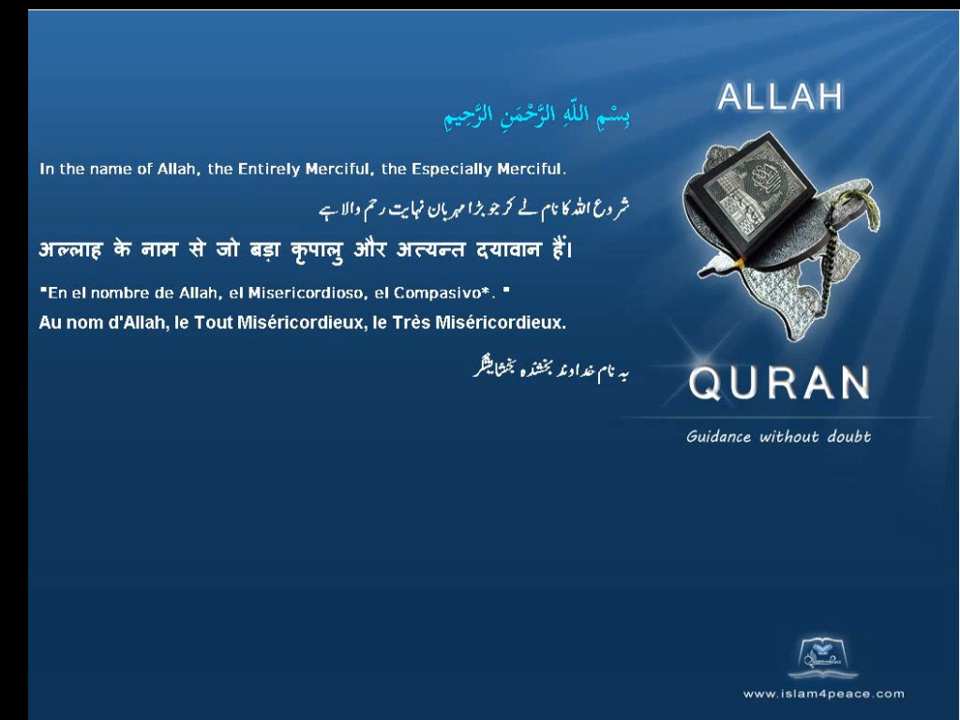 بِسْمِ اللَّهِ الرَّحْمَنِ الرَّحِيمِ
In the name of Allah, the Entirely Merciful, the Especially Merciful.
شروع اللہ کا نام لے کر جو بڑا مہربان نہایت رحم والا ہے
अल्लाह के नाम से जो बड़ा कृपालु और अत्यन्त दयावान हैं।
"En el nombre de Allah, el Misericordioso, el Compasivo*. "
Au nom d'Allah, le Tout Miséricordieux, le Très Miséricordieux.
به نام خداوند بخشنده بخشایشگر
ALLAH
QURAN
Guidance without doubt
www.islam4peace.com